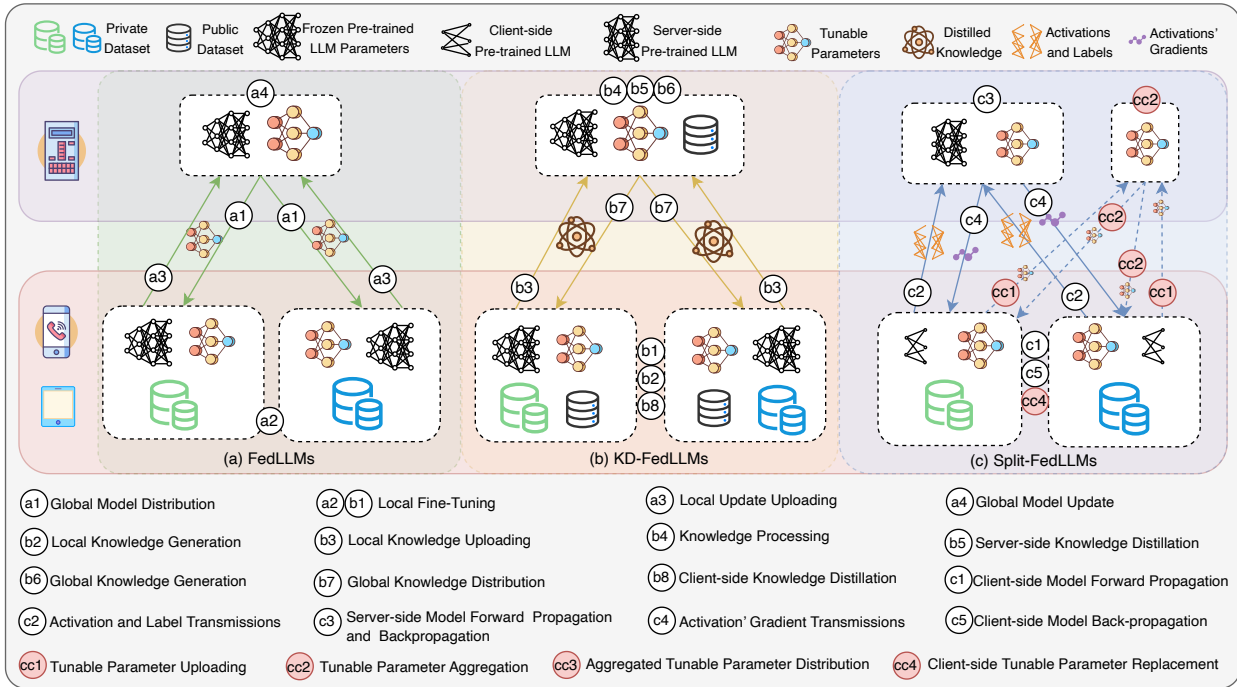 Private
Dataset
Public
Dataset
Frozen Pre-trained
LLM Parameters
Client-side
Pre-trained LLM
Server-side
Pre-trained LLM
Tunable
Parameters
Distilled
Knowledge
Activations
and Labels
Activations'
Gradients
a4
b4 b5 b6
c3
cc2
a1
a1
b7
b7
c4
c4
cc2
a3
a3
b3
b3
c2
cc1
c2
cc2
cc1
b1
b2
b8
c1
c5
cc4
a2
(a) FedLLMs
(b) KD-FedLLMs
(c) Split-FedLLMs
a1 Global Model Distribution
a2 b1 Local Fine-Tuning
a3 Local Update Uploading
a4 Global Model Update
b2 Local Knowledge Generation
b3 Local Knowledge Uploading
b4 Knowledge Processing
b5 Server-side Knowledge Distillation
b6 Global Knowledge Generation
b7 Global Knowledge Distribution
b8 Client-side Knowledge Distillation
c1 Client-side Model Forward Propagation
c2 Activation and Label Transmissions
c3 Server-side Model Forward Propagation
and Backpropagation
c4 Activation' Gradient Transmissions
c5 Client-side Model Back-propagation
cc1 Tunable Parameter Uploading
cc2 Tunable Parameter Aggregation
cc3 Aggregated Tunable Parameter Distribution
cc4 Client-side Tunable Parameter Replacement